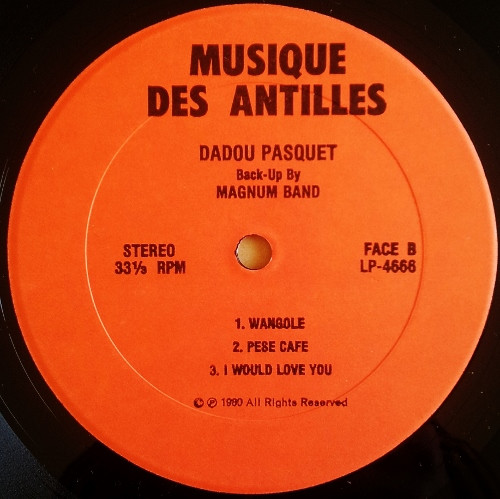 MUSIQUE
DES ANTILLES
DADOU PASQUET
Back-Up By
MAGNUM BAND
STEREO
33⅓ RPM
FACE B
LP-4666
1. WANGOLE
2. PESE CAFE
3. I WOULD LOVE YOU
© ℗ 1980 All Rights Reserved